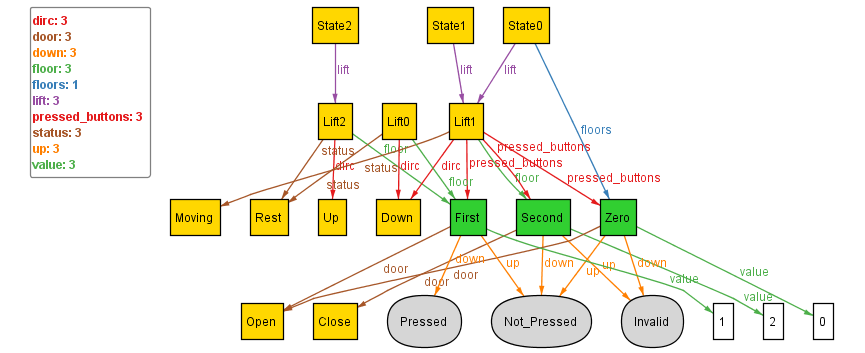 dirc: 3
door: 3
down: 3
floor: 3
floors: 1
lift: 3
pressed_buttons: 3
status: 3
up: 3
value: 3
State2
State1
State0
lift
lift
lift
Lift2
Lift0
Lift1
floors
status
floor
pressed_buttons
dirc
status
dirc
pressed_buttons
status
floor
floor
pressed_buttons
Moving
Rest
Up
Down
First
Second
Zero
down
up
down
up
up
down
door
door
door
value
value
value
Open
Close
Pressed
Not_Pressed
Invalid
1
2
0